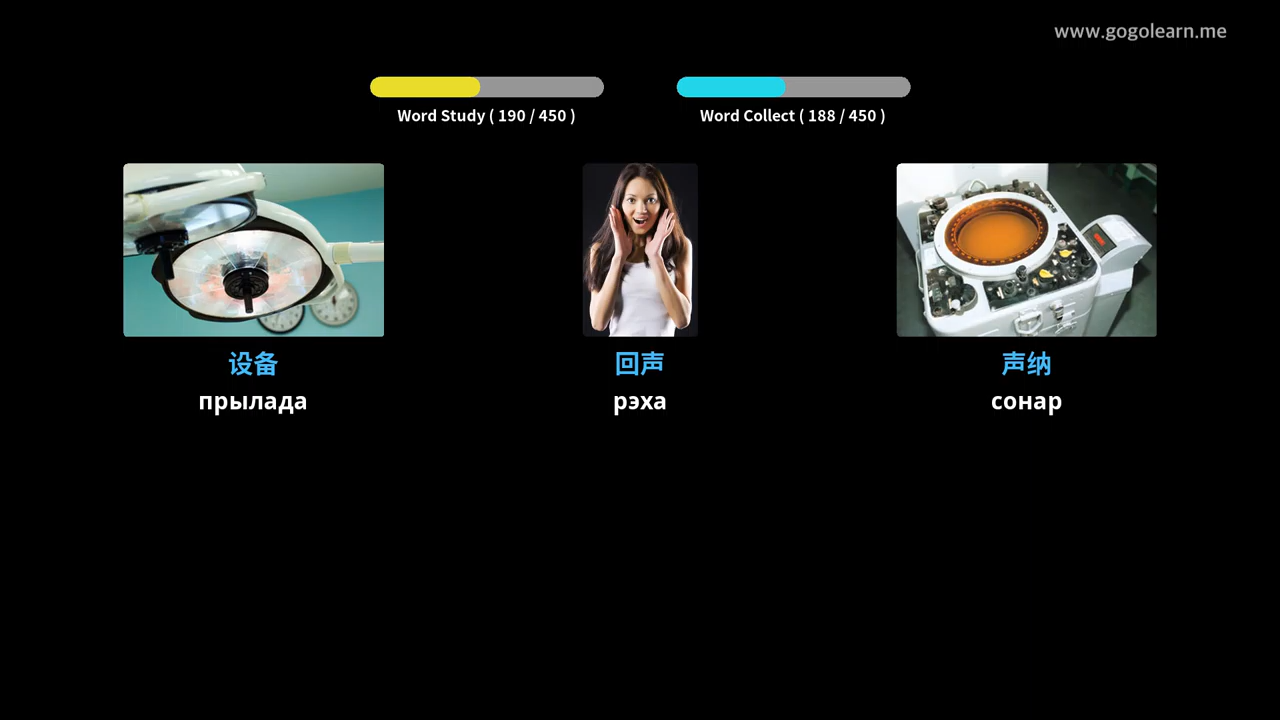 www.gogolearn.me
Word Study ( 190 / 450 )
Word Collect ( 188 / 450 )
设备
回声
声纳
прылада
рэха
сонар